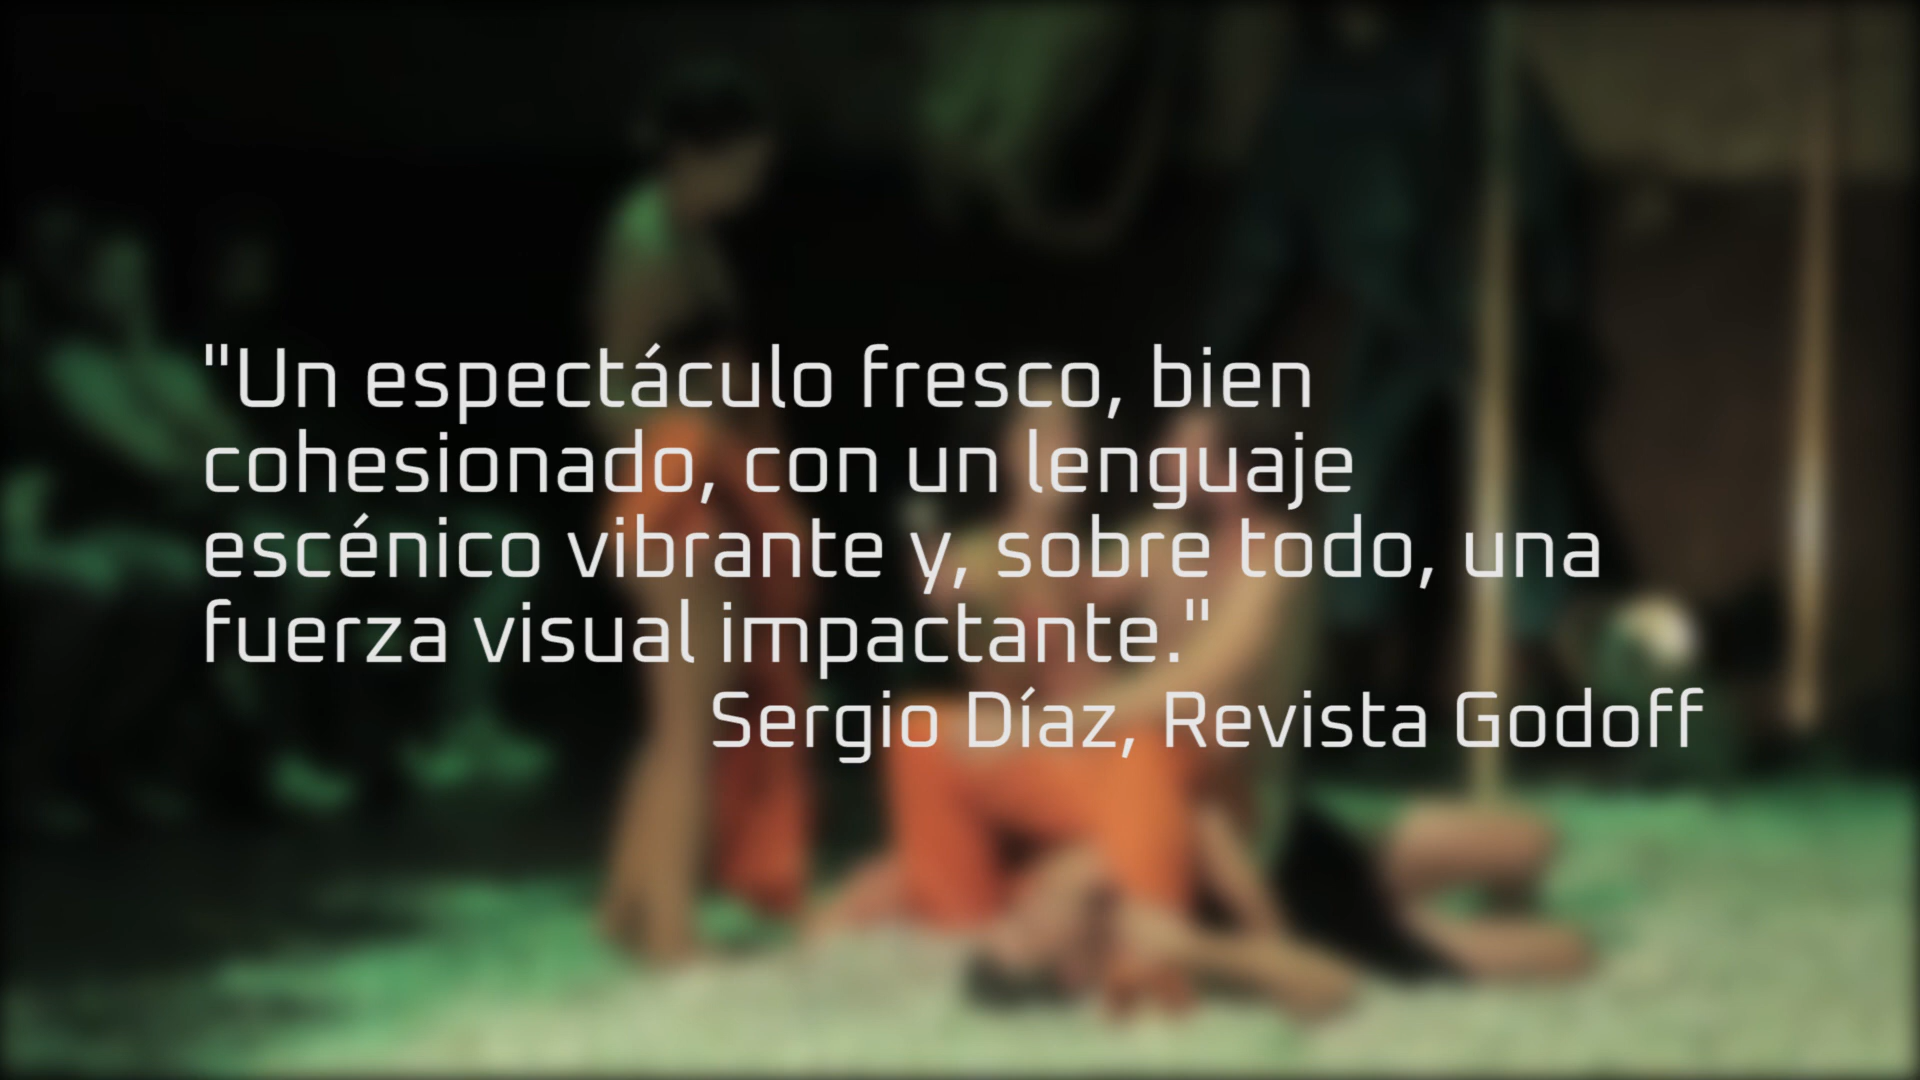 "Un espectáculo fresco, bien
cohesionado, con un lenguaje
escénico vibrante y, sobre todo, una
fuerza visual impactante."
Sergio Díaz, Revista Godoff